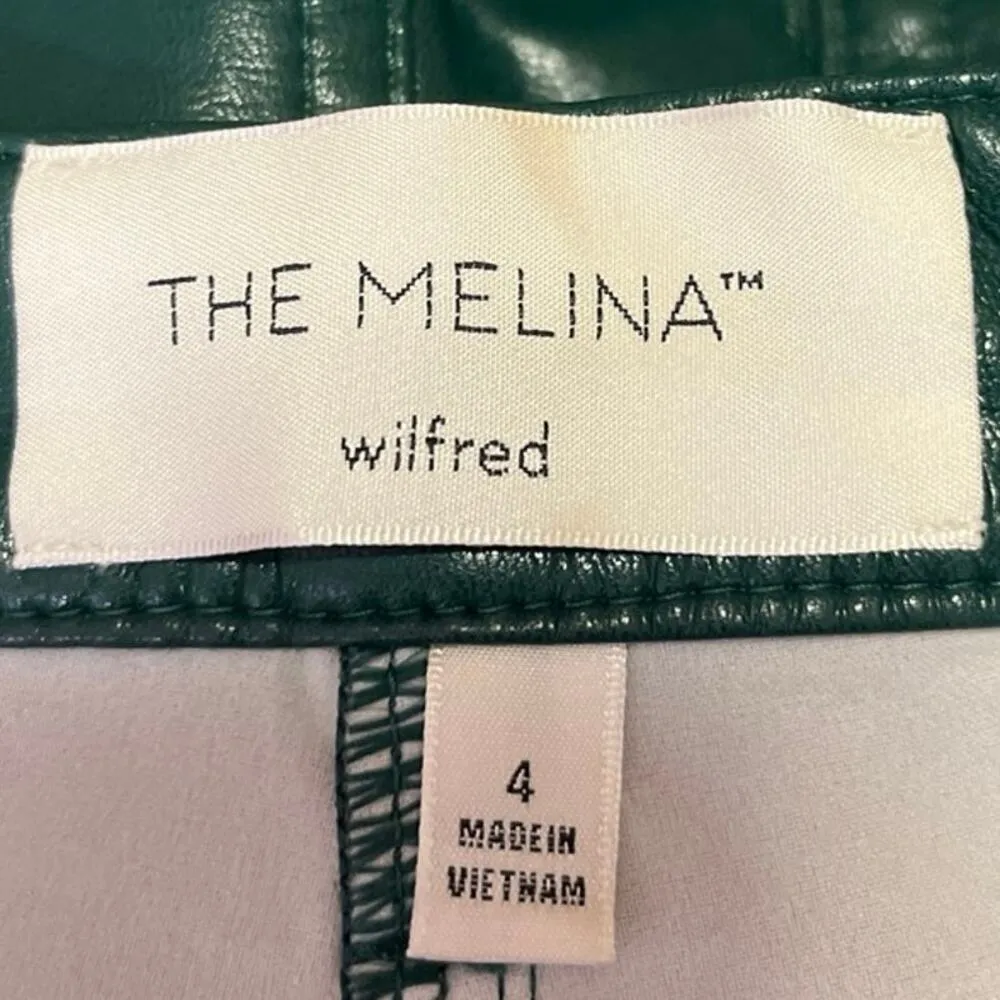 THE MELINA™
wilfred
4
MADE IN
VIETNAM